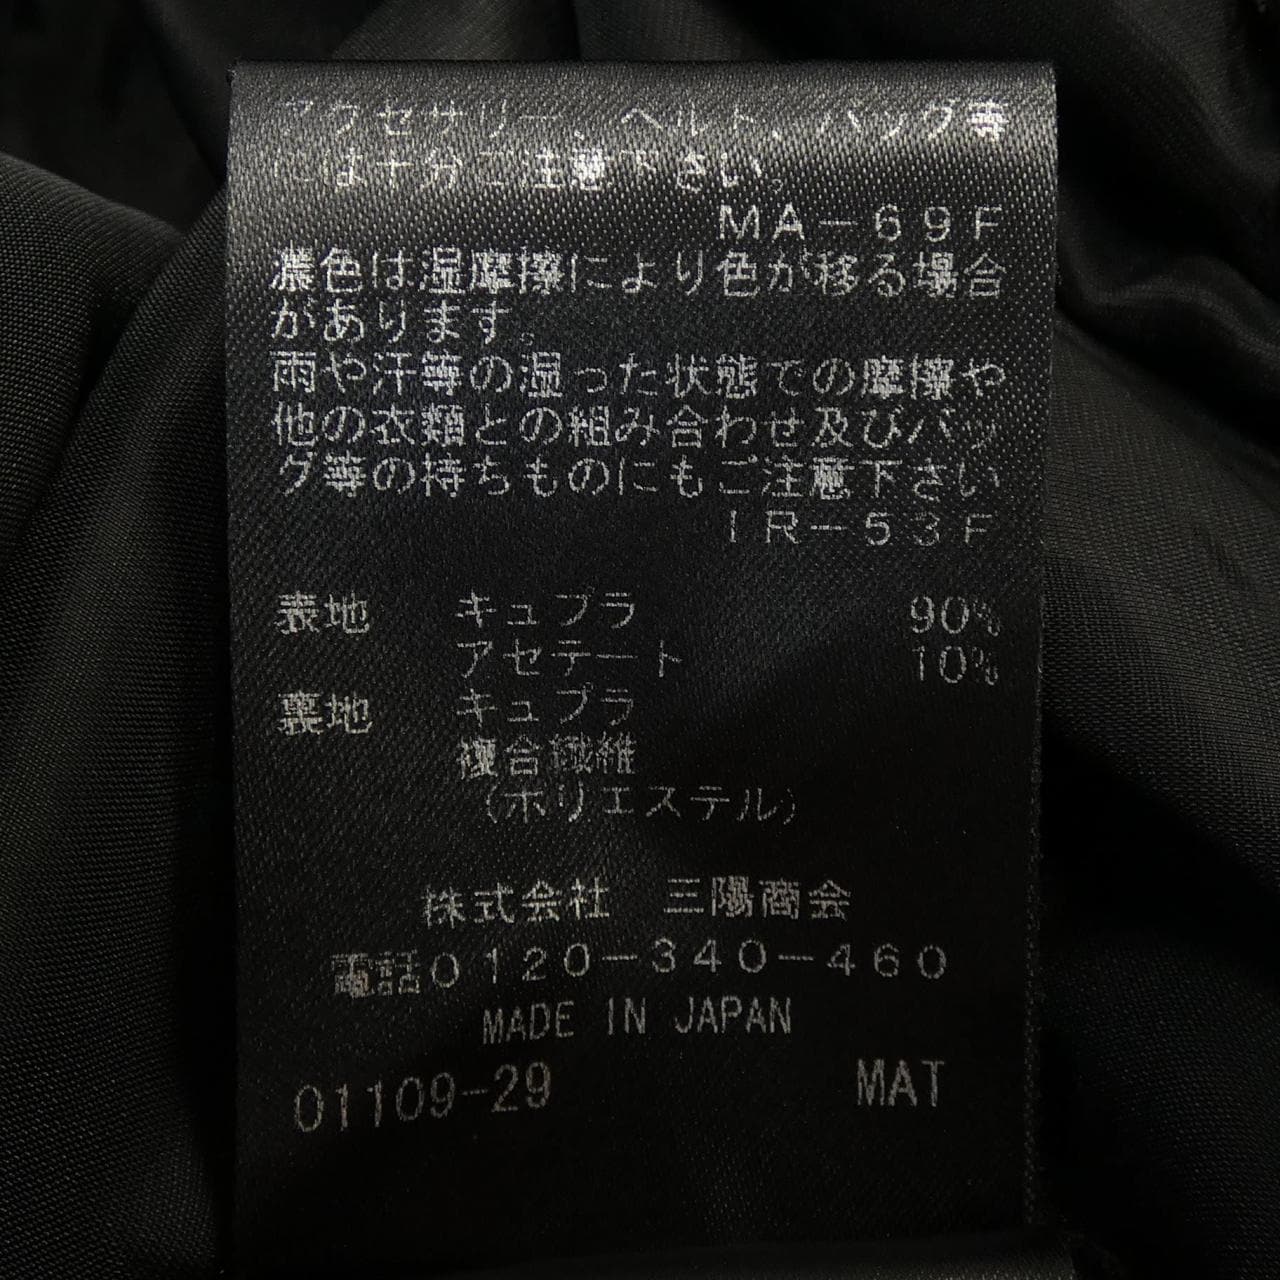 アクセサリー、ベルト、バッグ等
には十分ご注意下さい。
MA-69F
濃色は湿摩擦により色が移る場合
があります。
雨や汗等の湿った状態での摩擦や
他の衣類との組み合わせ及びバッ
グ等の持ちものにもご注意下さい
IR-53F
表地 キュプラ 90%
アセテート 10%
裏地 キュプラ
複合繊維
(ポリエステル)
株式会社 三陽商会
電話0120-340-460
MADE IN JAPAN
01109-29 MAT